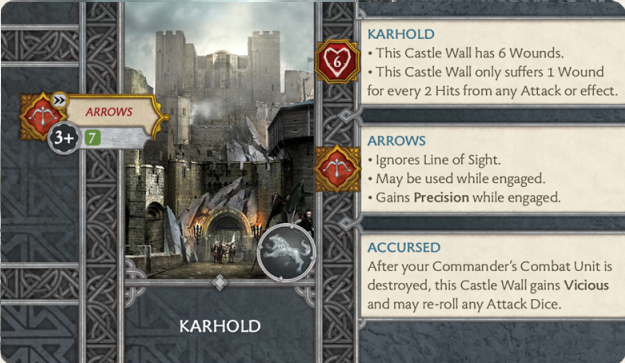 ARROWS
3+
7
KARHOLD
6
KARHOLD
• This Castle Wall has 6 Wounds.
• This Castle Wall only suffers 1 Wound
for every 2 Hits from any Attack or effect.
ARROWS
• Ignores Line of Sight.
• May be used while engaged.
• Gains Precision while engaged.
ACCURSED
After your Commander's Combat Unit is
destroyed, this Castle Wall gains Vicious
and may re-roll any Attack Dice.